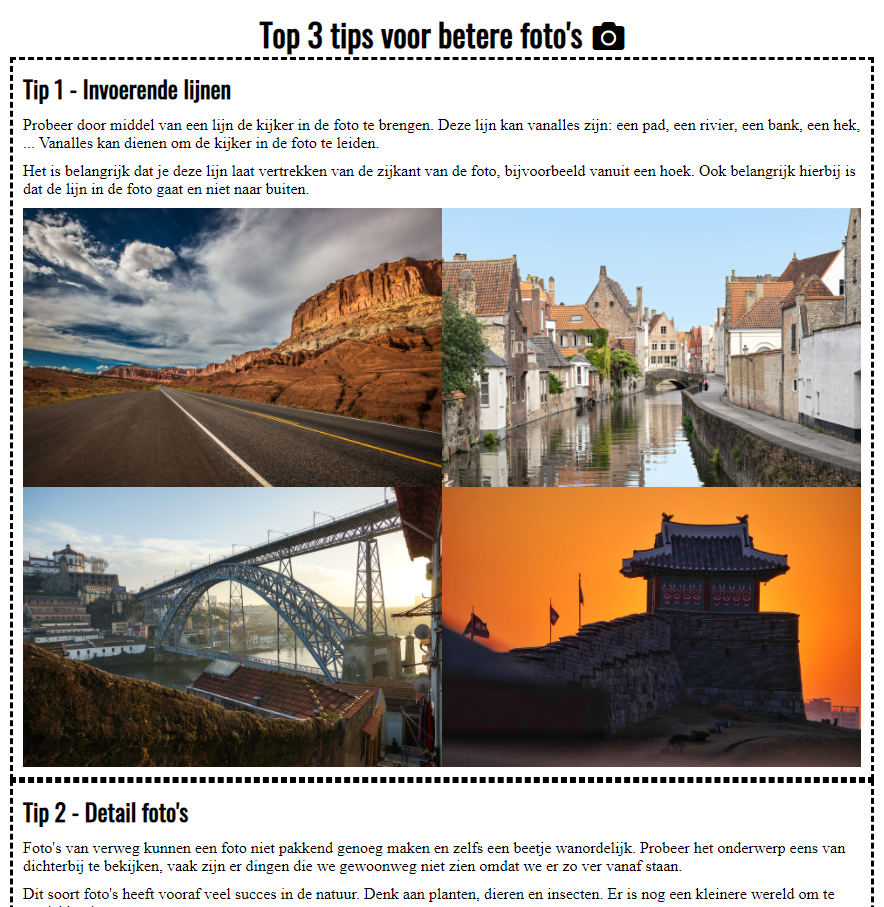 Top 3 tips voor betere foto's
Tip 1 - Invoerende lijnen
Probeer door middel van een lijn de kijker in de foto te brengen. Deze lijn kan vanalles zijn: een pad, een rivier, een bank, een hek,
... Vanalles kan dienen om de kijker in de foto te leiden.
Het is belangrijk dat je deze lijn laat vertrekken van de zijkant van de foto, bijvoorbeeld vanuit een hoek. Ook belangrijk hierbij is
dat de lijn in de foto gaat en niet naar buiten.
Tip 2 - Detail foto's
Foto's van verweg kunnen een foto niet pakkend genoeg maken en zelfs een beetje wanordelijk. Probeer het onderwerp eens van
dichterbij te bekijken, vaak zijn er dingen die we gewoonweg niet zien omdat we er zo ver vanaf staan.
Dit soort foto's heeft vooraf veel succes in de natuur. Denk aan planten, dieren en insecten. Er is nog een kleinere wereld om te